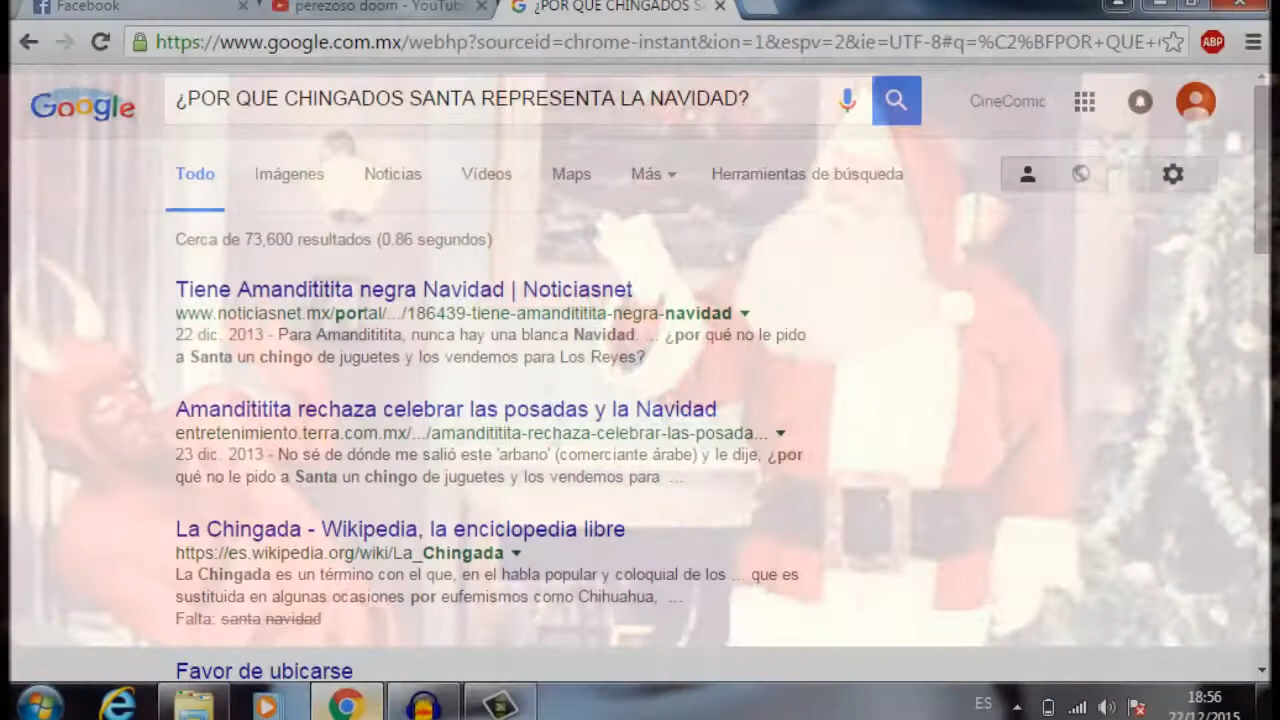 Facebook
perezoso doom - YouTub
¿POR QUE CHINGADOS SA
https://www.google.com.mx/webhp?sourceid=chrome-instant&ion=1&espv=2&ie=UTF-8#q=%C2%BFPOR+QUE+
ABP
Google
¿POR QUE CHINGADOS SANTA REPRESENTA LA NAVIDAD?
CineComic
Todo Imágenes Noticias Vídeos Maps Más Herramientas de búsqueda
Cerca de 73,600 resultados (0.86 segundos)
Tiene Amandititita negra Navidad | Noticiasnet
www.noticiasnet.mx/portal/.../186439-tiene-amandititita-negra-navidad
22 dic. 2013 - Para Amandititita, nunca hay una blanca Navidad. ... ¿por qué no le pido
a Santa un chingo de juguetes y los vendemos para Los Reyes?
Amandititita rechaza celebrar las posadas y la Navidad
entretenimiento.terra.com.mx/.../amandititita-rechaza-celebrar-las-posada...
23 dic. 2013 - No sé de dónde me salió este 'arbano' (comerciante árabe) y le dije, ¿por
qué no le pido a Santa un chingo de juguetes y los vendemos para ...
La Chingada - Wikipedia, la enciclopedia libre
https://es.wikipedia.org/wiki/La_Chingada
La Chingada es un término con el que, en el habla popular y coloquial de los ... que es
sustituida en algunas ocasiones por eufemismos como Chihuahua, ...
Falta: santa navidad
Favor de ubicarse
ES
18:56
22/12/2015